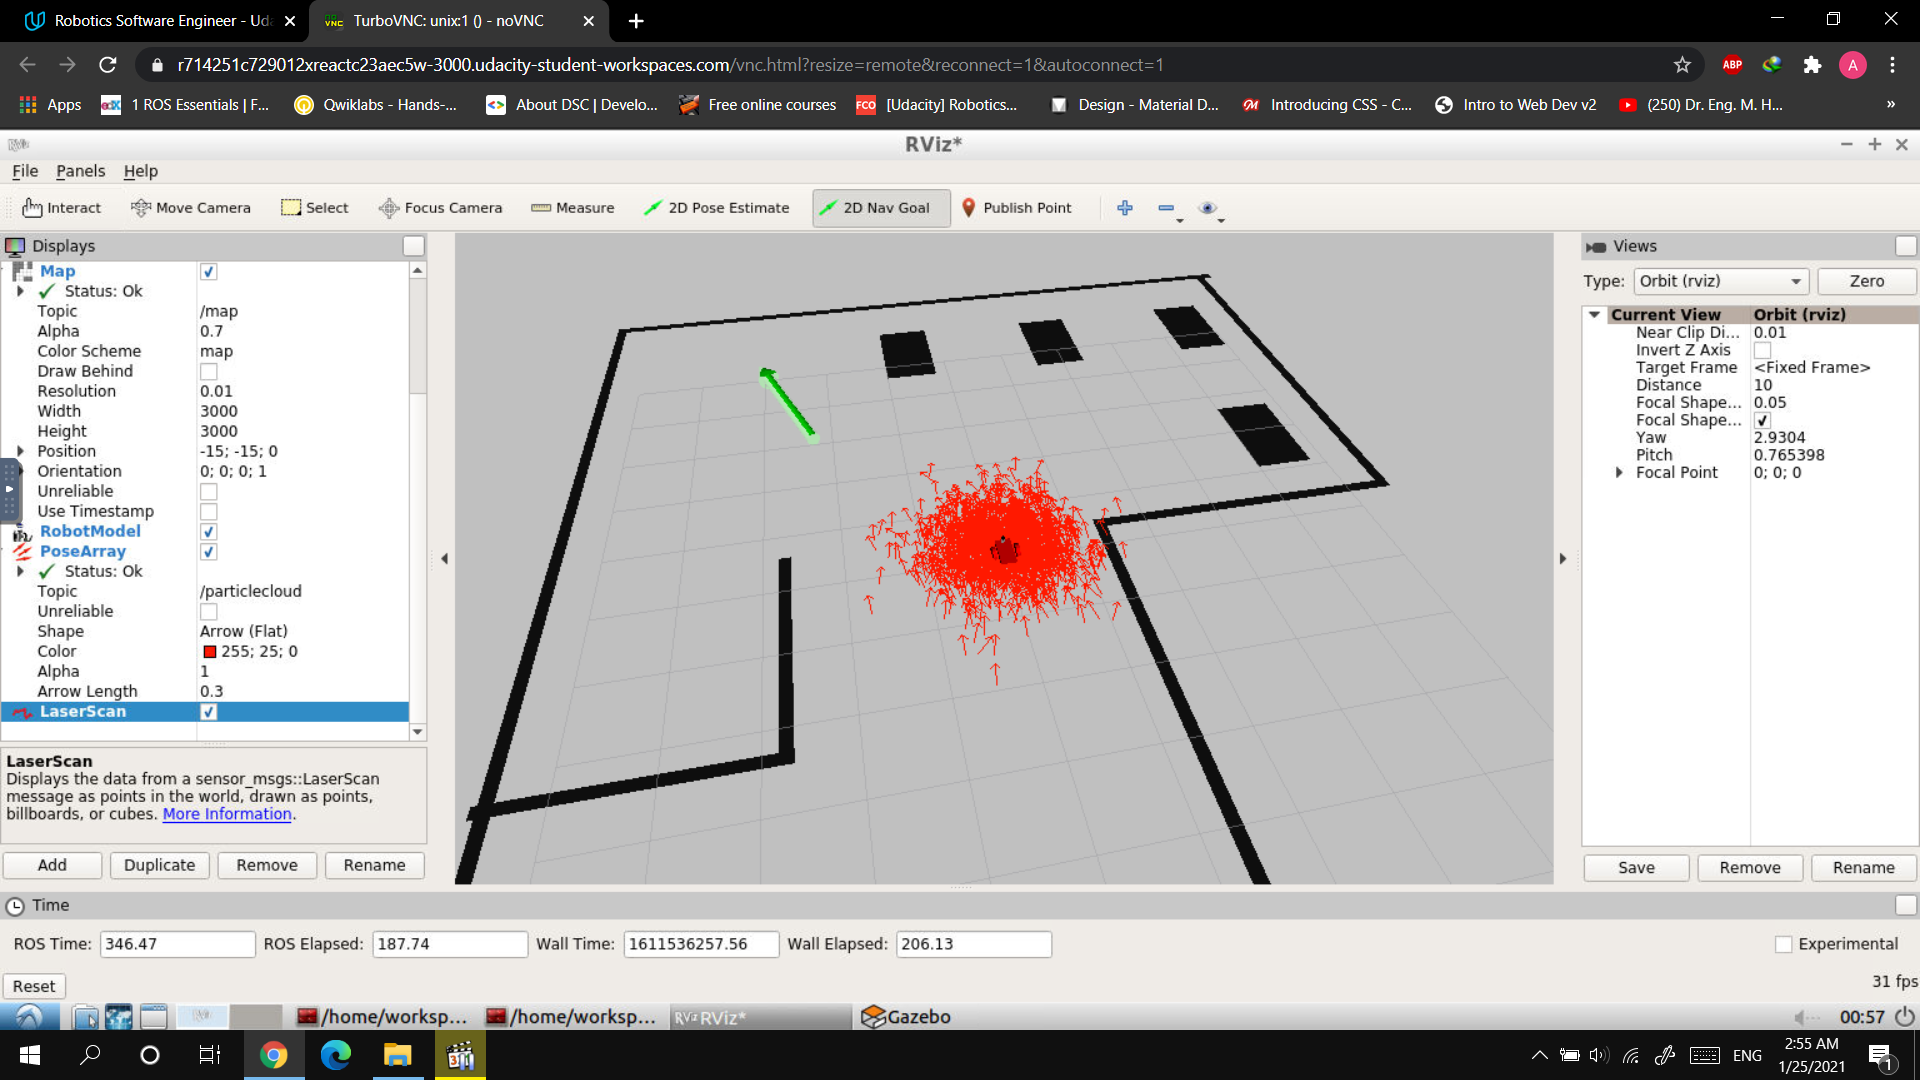 Robotics Software Engineer - Uda
TurboVNC: unix:1 () - noVNC
r714251c729012xreactc23aec5w-3000.udacity-student-workspaces.com/vnc.html?resize=remote&reconnect=1&autoconnect=1
ABP
A
Apps
1 ROS Essentials | F...
Qwiklabs - Hands-...
About DSC | Develo...
Free online courses
FCO
[Udacity] Robotics...
Design - Material D...
Introducing CSS - C...
Intro to Web Dev v2
(250) Dr. Eng. M. H...
»
RViz*
File Panels Help
Interact Move Camera Select Focus Camera Measure 2D Pose Estimate 2D Nav Goal Publish Point
Displays
Map
Status: Ok
Topic /map
Alpha 0.7
Color Scheme map
Draw Behind
Resolution 0.01
Width 3000
Height 3000
Position -15; -15; 0
Orientation 0; 0; 0; 1
Unreliable
Use Timestamp
RobotModel
PoseArray
Status: Ok
Topic /particlecloud
Unreliable
Shape Arrow (Flat)
Color 255; 25; 0
Alpha 1
Arrow Length 0.3
LaserScan
LaserScan
Displays the data from a sensor_msgs::LaserScan
message as points in the world, drawn as points,
billboards, or cubes. More Information.
Add Duplicate Remove Rename
Views
Type: Orbit (rviz) Zero
Current View Orbit (rviz)
Near Clip Di... 0.01
Invert Z Axis
Target Frame <Fixed Frame>
Distance 10
Focal Shape... 0.05
Focal Shape...
Yaw 2.9304
Pitch 0.765398
Focal Point 0; 0; 0
Save Remove Rename
Time
ROS Time: 346.47 ROS Elapsed: 187.74 Wall Time: 1611536257.56 Wall Elapsed: 206.13
Experimental
Reset
31 fps
/home/worksp...
/home/worksp...
RViz*
Gazebo
00:57
ENG
2:55 AM
1/25/2021
1